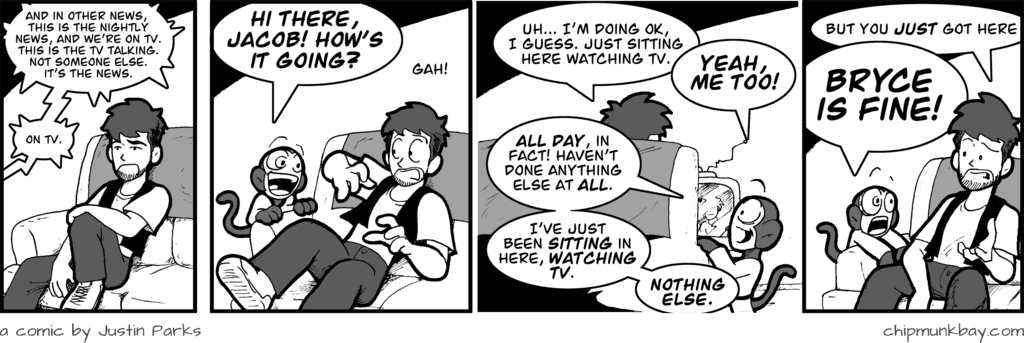 AND IN OTHER NEWS,
THIS IS THE NIGHTLY
NEWS, AND WE'RE ON TV.
THIS IS THE TV TALKING.
NOT SOMEONE ELSE.
IT'S THE NEWS.
ON TV.
HI THERE,
JACOB! HOW'S
IT GOING?
GAH!
UH... I'M DOING OK,
I GUESS. JUST SITTING
HERE WATCHING TV.
YEAH,
ME TOO!
ALL DAY, IN
FACT! HAVEN'T
DONE ANYTHING
ELSE AT ALL.
I'VE JUST
BEEN SITTING IN
HERE, WATCHING
TV.
NOTHING
ELSE.
BUT YOU JUST GOT HERE
BRYCE
IS FINE!
a comic by Justin Parks
chipmunkbay.com